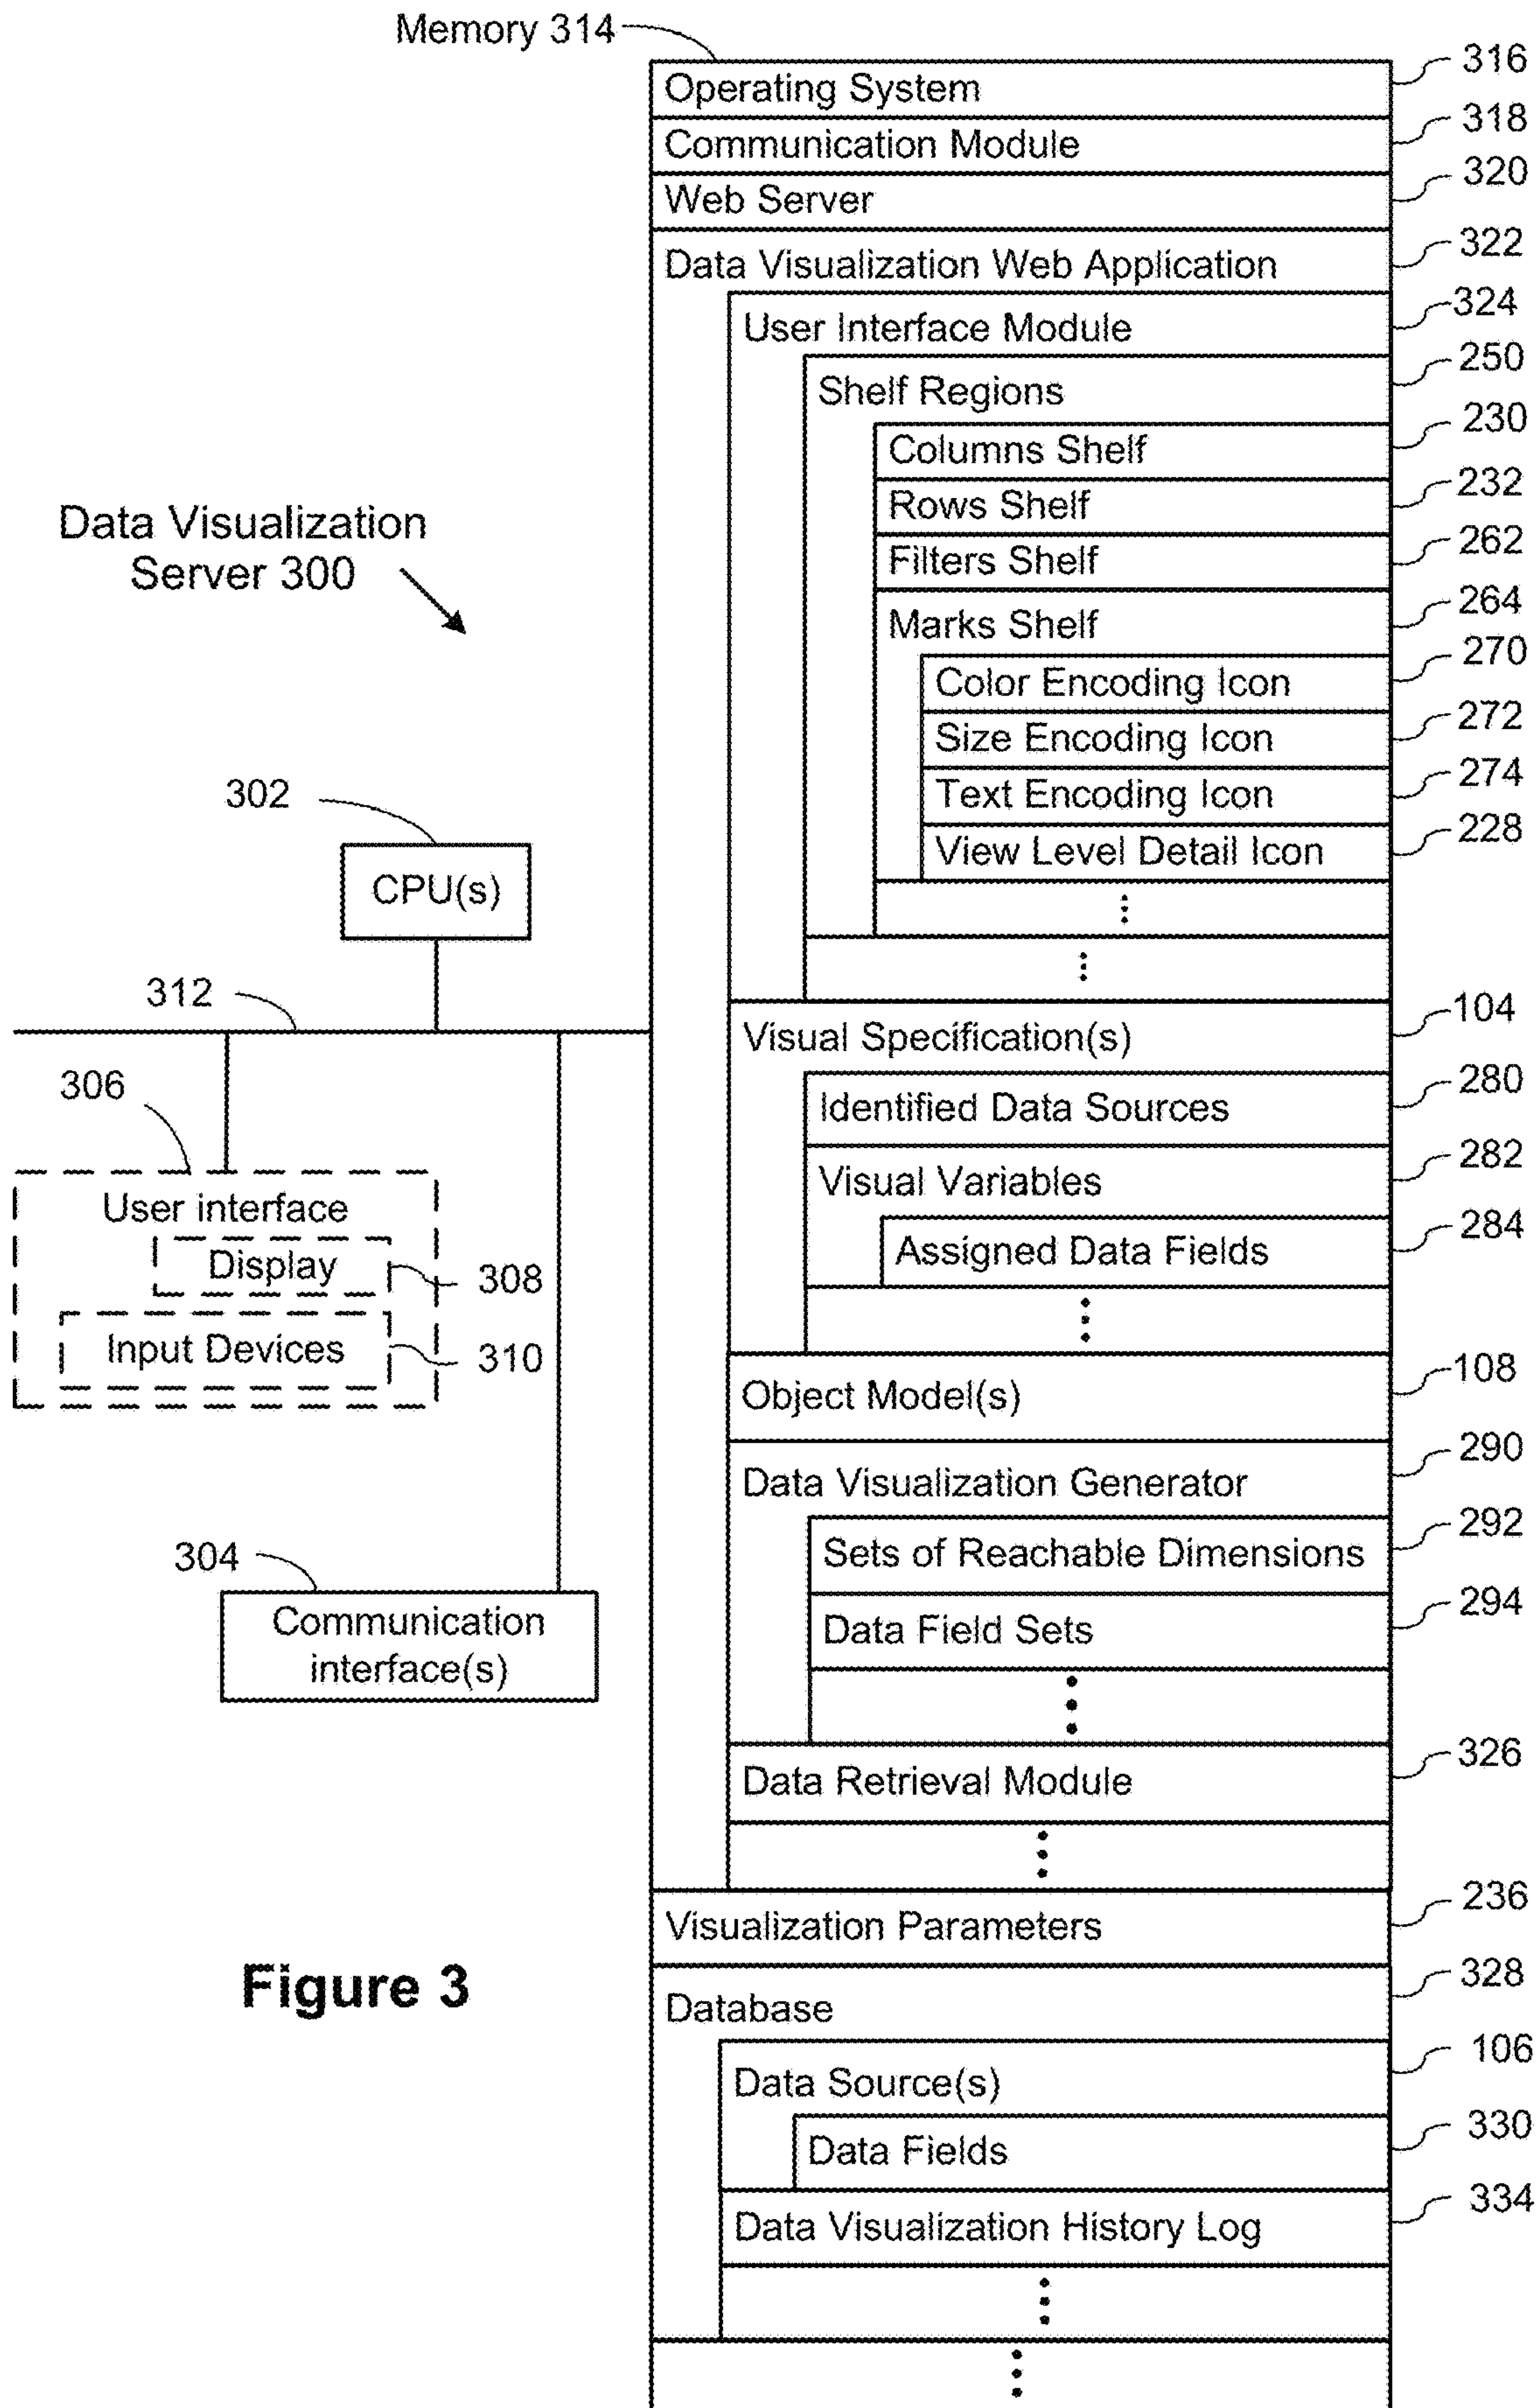 Memory 314
Operating System 316
Communication Module 318
Web Server 320
Data Visualization Web Application 322
User Interface Module 324
Shelf Regions 250
Columns Shelf 230
Rows Shelf 232
Filters Shelf 262
Marks Shelf 264
Color Encoding Icon 270
Size Encoding Icon 272
Text Encoding Icon 274
View Level Detail Icon 228
Visual Specification(s) 104
Identified Data Sources 280
Visual Variables 282
Assigned Data Fields 284
Object Model(s) 108
Data Visualization Generator 290
Sets of Reachable Dimensions 292
Data Field Sets 294
Data Retrieval Module 326
Visualization Parameters 236
Database 328
Data Source(s) 106
Data Fields 330
Data Visualization History Log 334
Data Visualization
Server 300
302
CPU(s)
312
306
User interface
Display 308
Input Devices 310
304
Communication
interface(s)
Figure 3